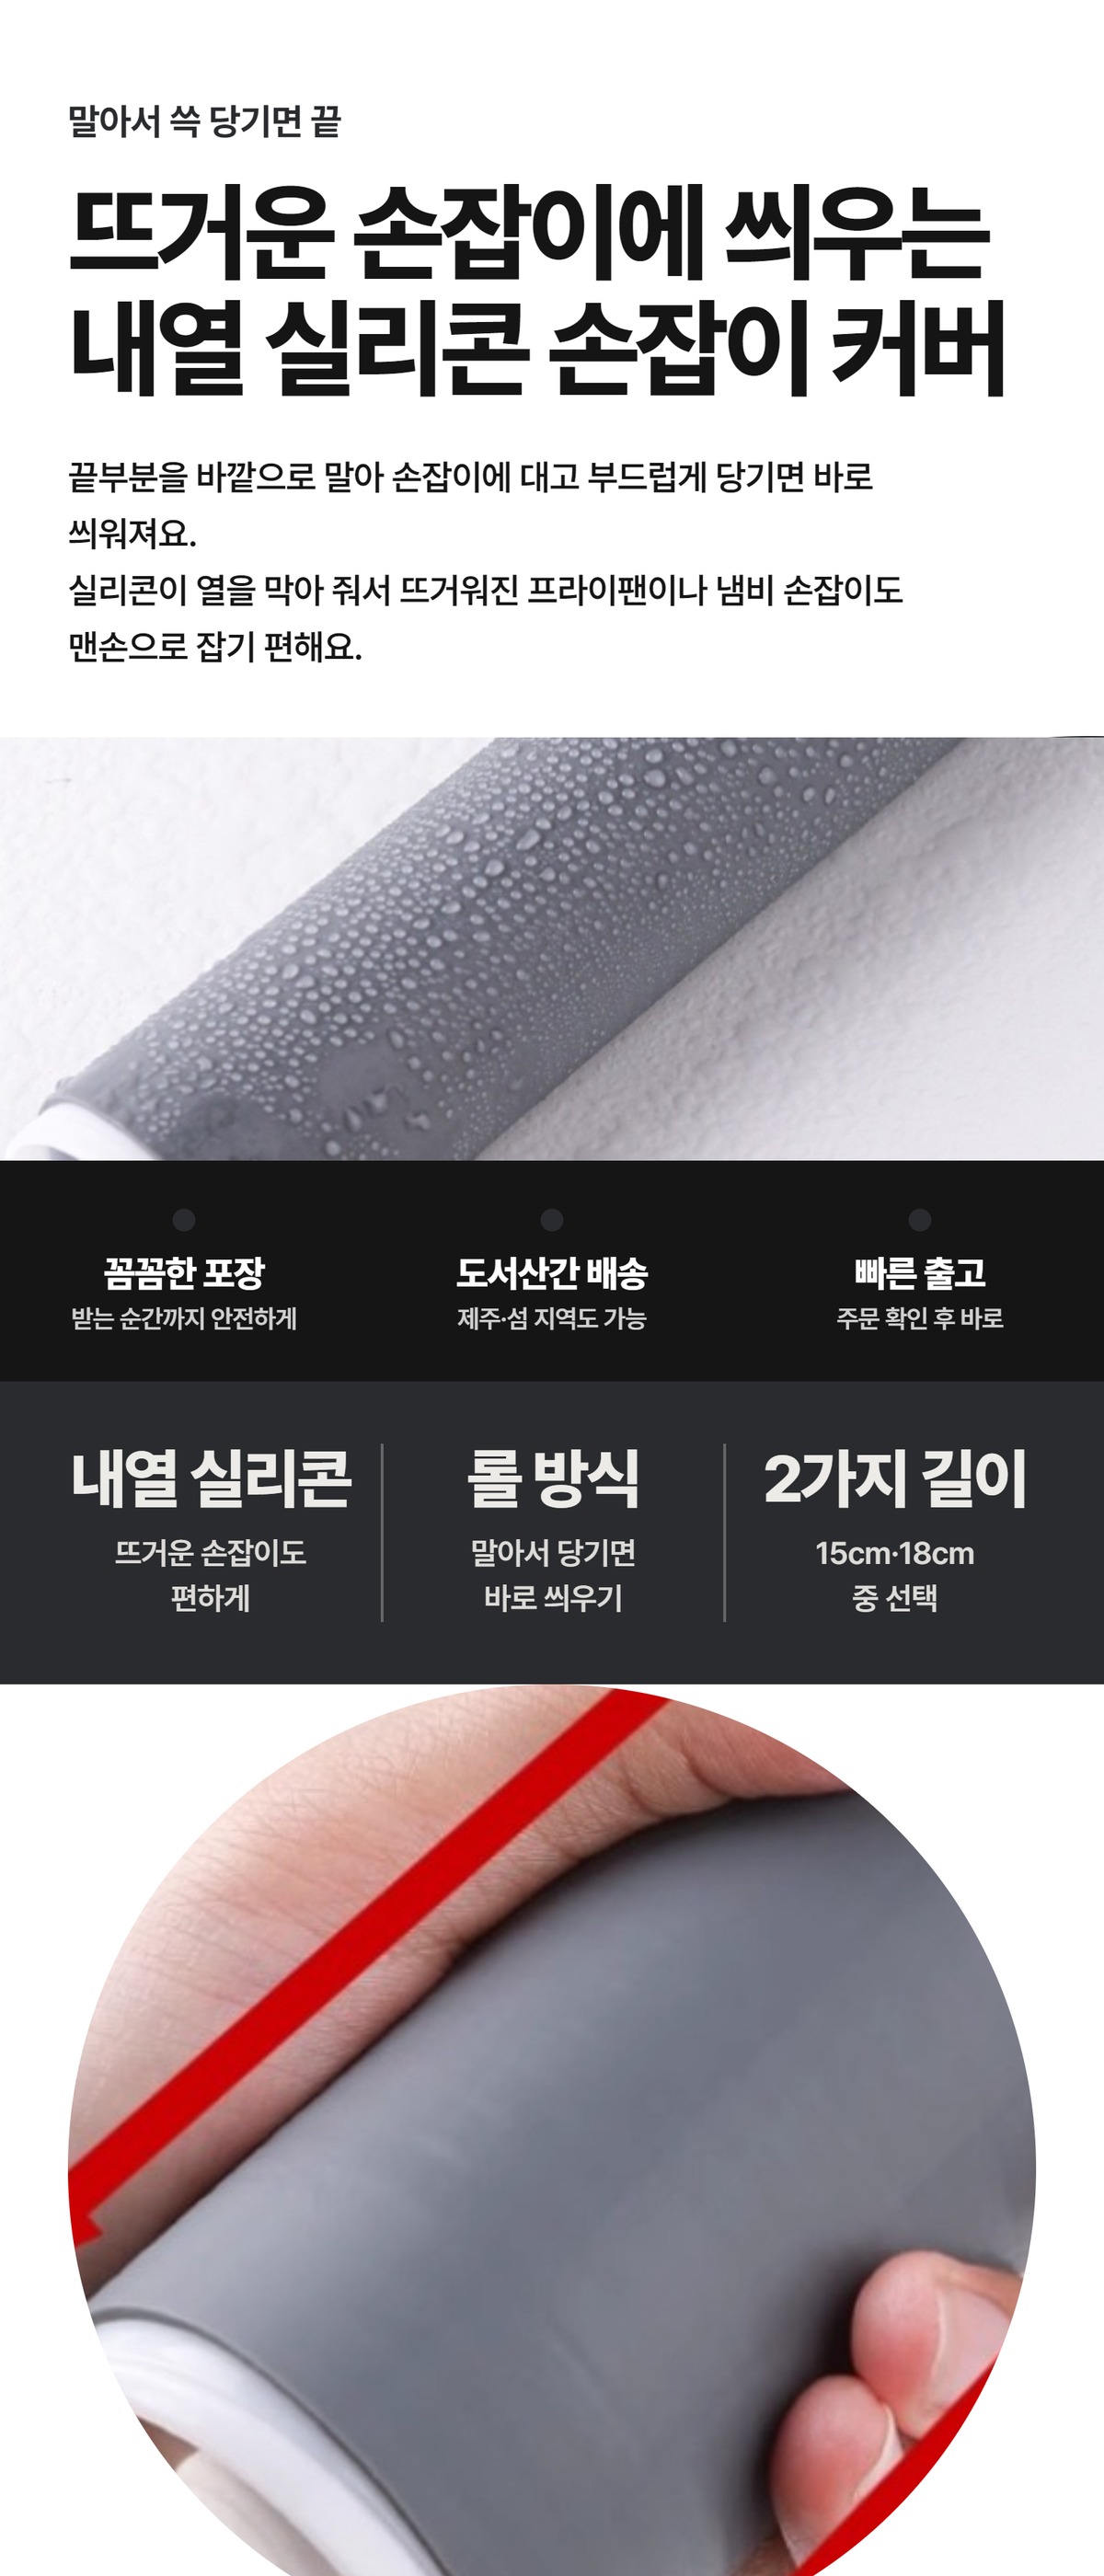 말아서 쓱 당기면 끝
뜨거운 손잡이에 씌우는
내열 실리콘 손잡이 커버
끝부분을 바깥으로 말아 손잡이에 대고 부드럽게 당기면 바로
씌워져요.
실리콘이 열을 막아 줘서 뜨거워진 프라이팬이나 냄비 손잡이도
맨손으로 잡기 편해요.
꼼꼼한 포장
받는 순간까지 안전하게
도서산간 배송
제주·섬 지역도 가능
빠른 출고
주문 확인 후 바로
내열 실리콘
뜨거운 손잡이도
편하게
롤 방식
말아서 당기면
바로 씌우기
2가지 길이
15cm·18cm
중 선택